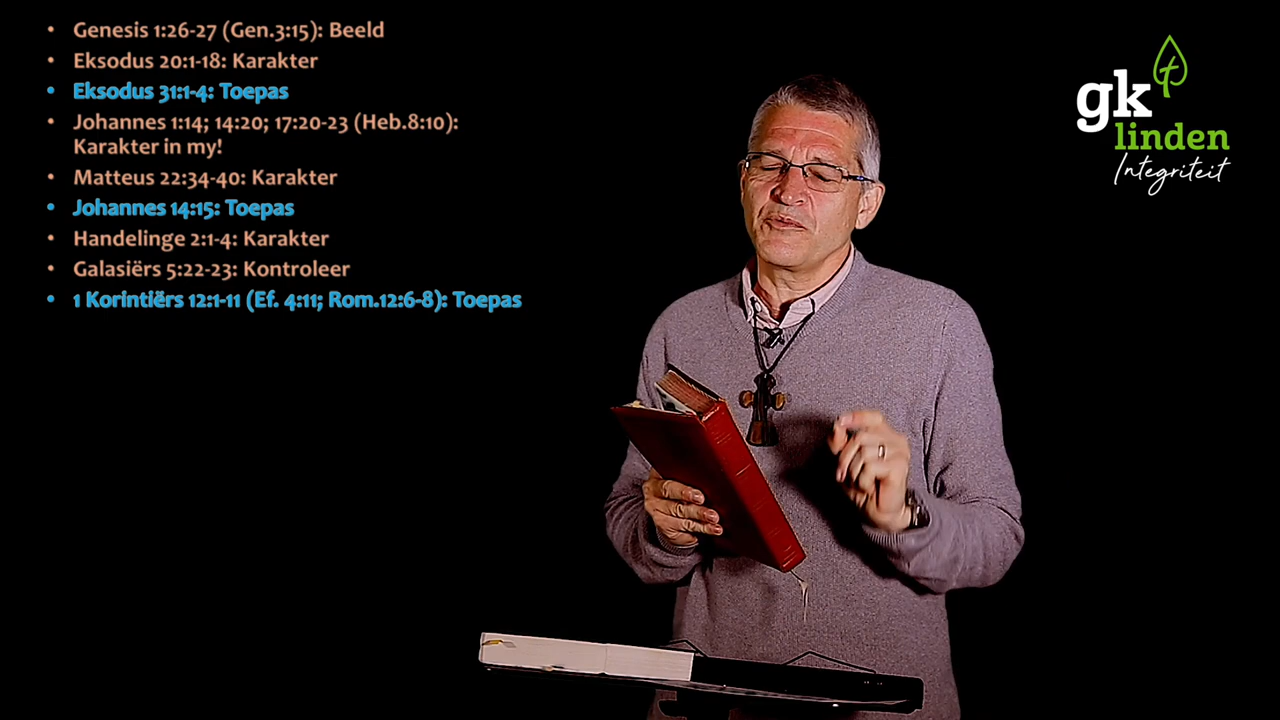 • Genesis 1:26-27 (Gen.3:15): Beeld
• Eksodus 20:1-18: Karakter
• Eksodus 31:1-4: Toepas
• Johannes 1:14; 14:20; 17:20-23 (Heb.8:10):
Karakter in my!
• Matteus 22:34-40: Karakter
• Johannes 14:15: Toepas
• Handelinge 2:1-4: Karakter
• Galasiërs 5:22-23: Kontroleer
• 1 Korintiërs 12:1-11 (Ef. 4:11; Rom.12:6-8): Toepas
gk
linden
Integriteit